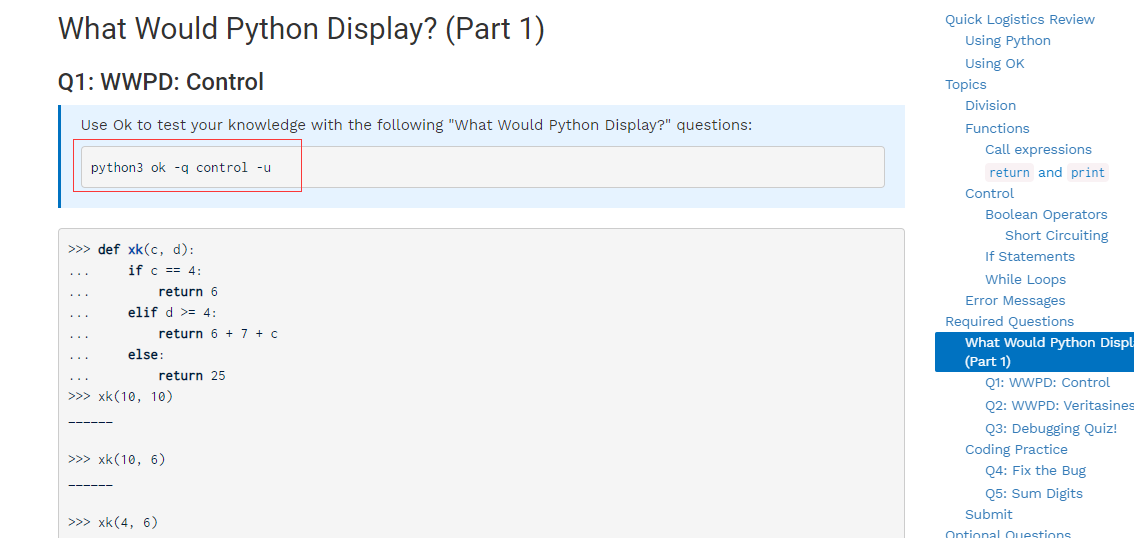 What Would Python Display? (Part 1)
Q1: WWPD: Control
Use Ok to test your knowledge with the following "What Would Python Display?" questions:
python3 ok -q control -u
>>> def xk(c, d):
...     if c == 4:
...         return 6
...     elif d >= 4:
...         return 6 + 7 + c
...     else:
...         return 25
>>> xk(10, 10)
______
>>> xk(10, 6)
______
>>> xk(4, 6)
Quick Logistics Review
Using Python
Using OK
Topics
Division
Functions
Call expressions
return and print
Control
Boolean Operators
Short Circuiting
If Statements
While Loops
Error Messages
Required Questions
What Would Python Displ
(Part 1)
Q1: WWPD: Control
Q2: WWPD: Veritasines
Q3: Debugging Quiz!
Coding Practice
Q4: Fix the Bug
Q5: Sum Digits
Submit
Optional Questions